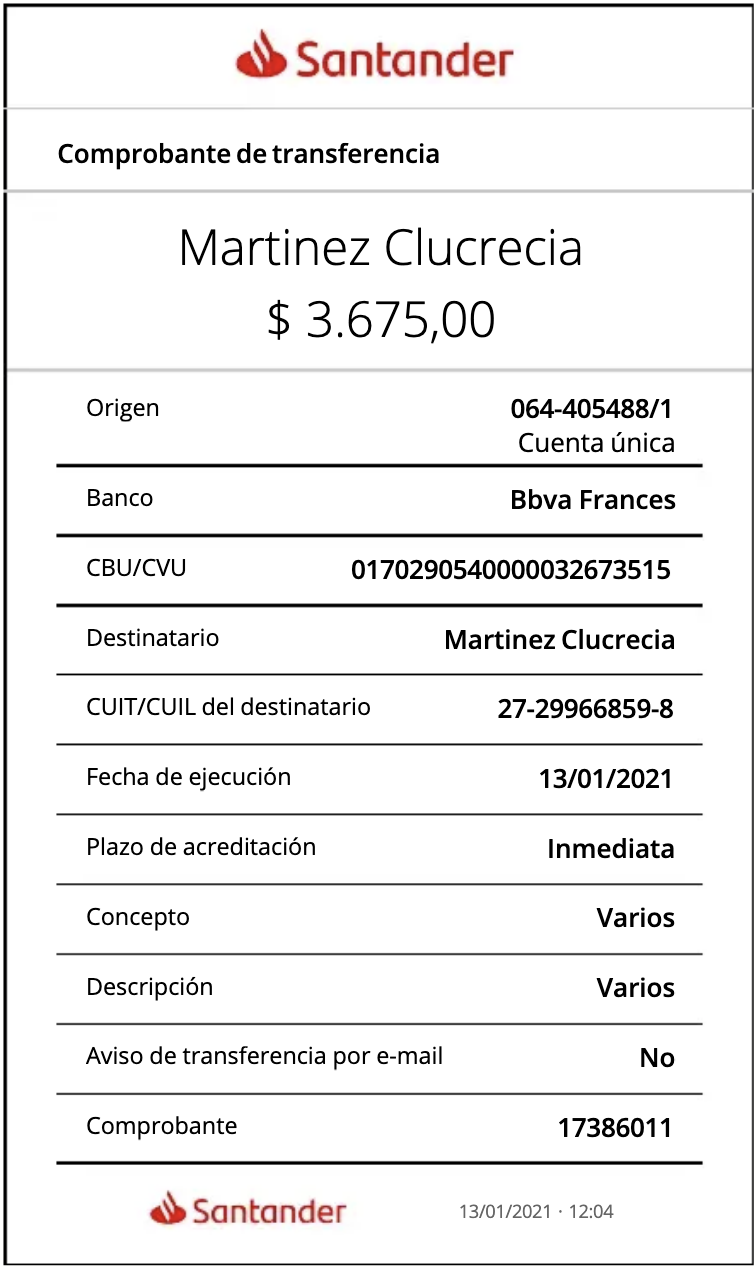 Santander
Comprobante de transferencia
Martinez Clucrecia
$ 3.675,00
Origen 064-405488/1
Cuenta única
Banco Bbva Frances
CBU/CVU 0170290540000032673515
Destinatario Martinez Clucrecia
CUIT/CUIL del destinatario 27-29966859-8
Fecha de ejecución 13/01/2021
Plazo de acreditación Inmediata
Concepto Varios
Descripción Varios
Aviso de transferencia por e-mail No
Comprobante 17386011
Santander 13/01/2021 · 12:04